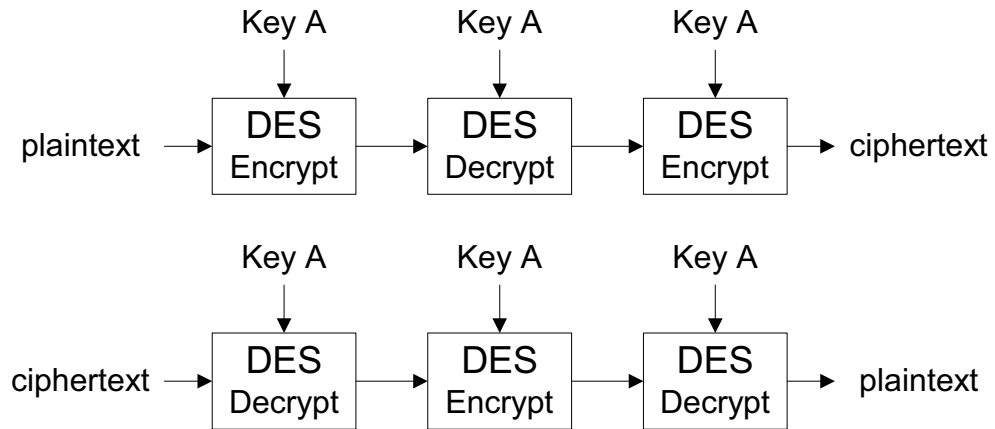 Key A Key A Key A
DES DES DES
plaintext Encrypt Decrypt Encrypt ciphertext
Key A Key A Key A
DES DES DES
ciphertext Decrypt Encrypt Decrypt plaintext